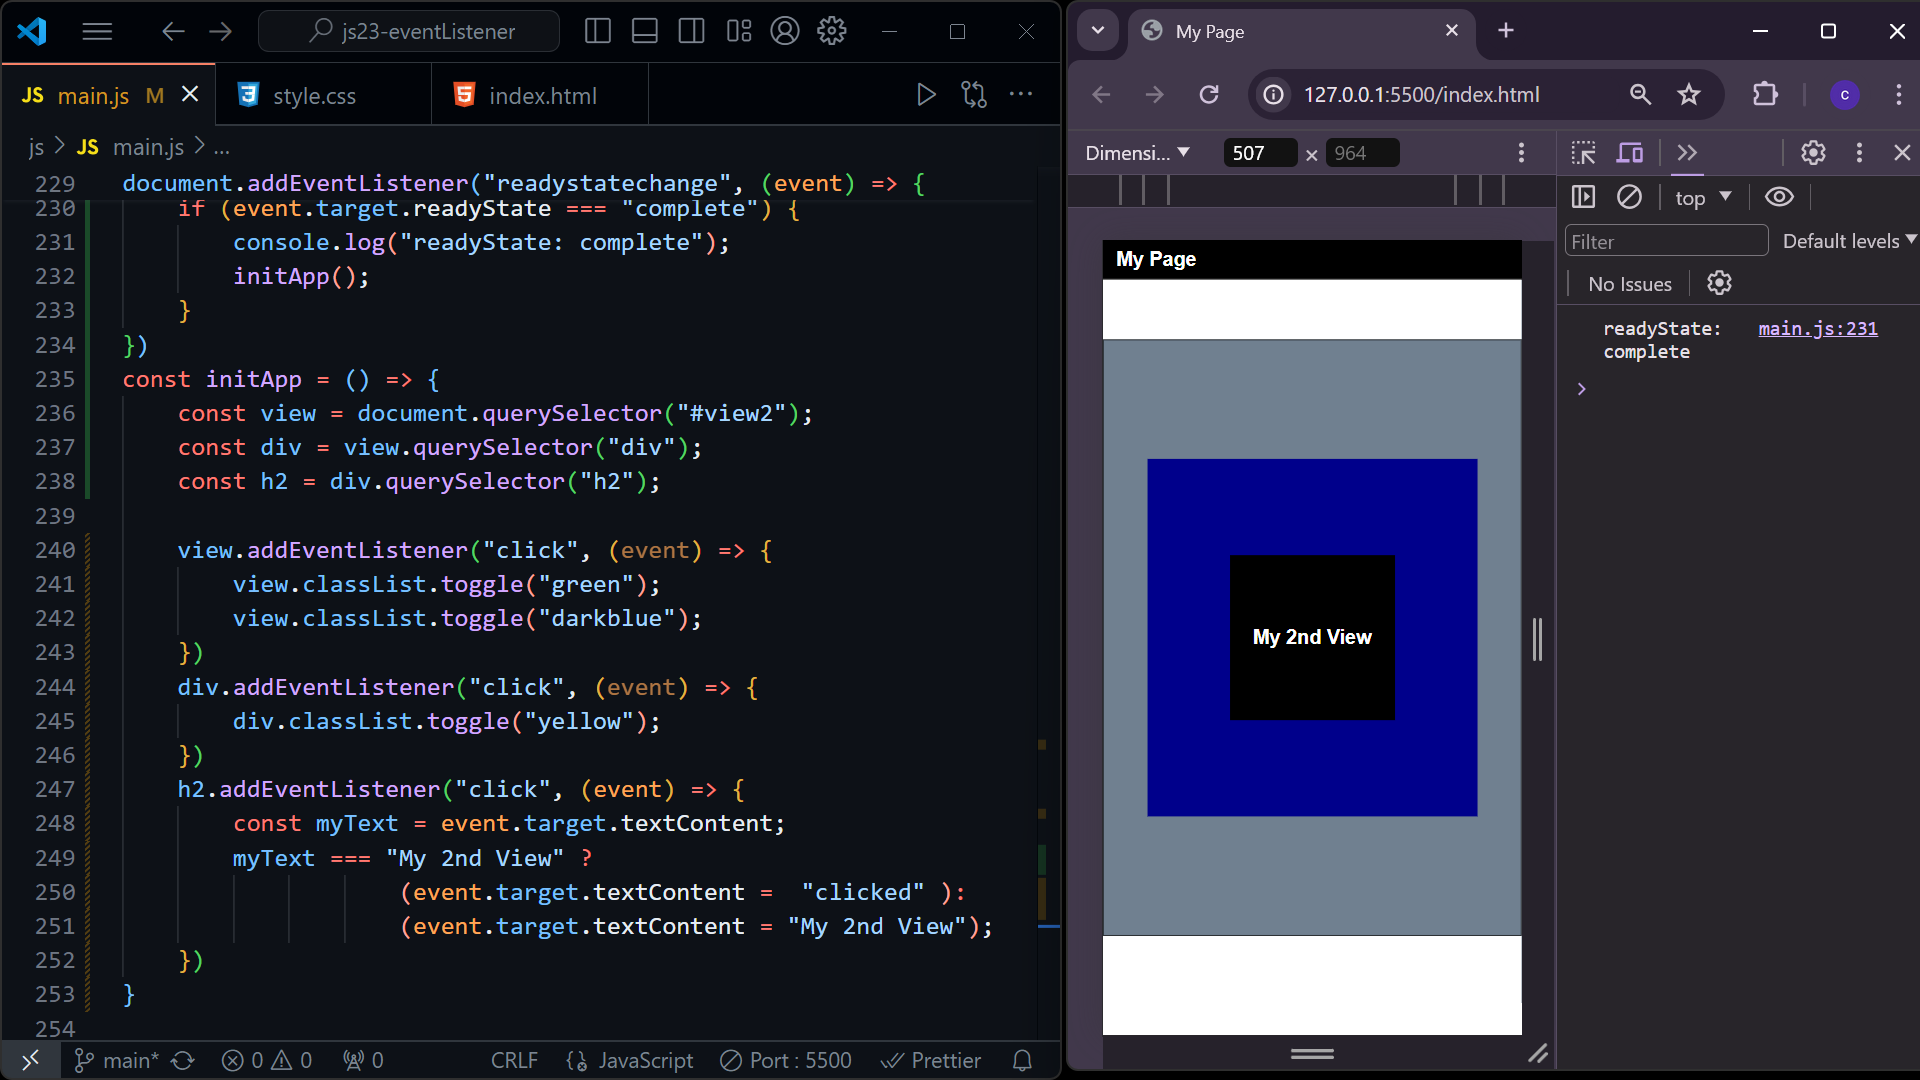 js23-eventListener
JS main.js M
style.css
index.html
js > JS main.js > ...
229 document.addEventListener("readystatechange", (event) => {
230 if (event.target.readyState === "complete") {
231 console.log("readyState: complete");
232 initApp();
233 }
234 })
235 const initApp = () => {
236 const view = document.querySelector("#view2");
237 const div = view.querySelector("div");
238 const h2 = div.querySelector("h2");
239
240 view.addEventListener("click", (event) => {
241 view.classList.toggle("green");
242 view.classList.toggle("darkblue");
243 })
244 div.addEventListener("click", (event) => {
245 div.classList.toggle("yellow");
246 })
247 h2.addEventListener("click", (event) => {
248 const myText = event.target.textContent;
249 myText === "My 2nd View" ?
250 (event.target.textContent =  "clicked" ):
251 (event.target.textContent = "My 2nd View");
252 })
253 }
254
main* 0 0 0 CRLF JavaScript Port : 5500 Prettier
My Page
127.0.0.1:5500/index.html
c
Dimensi... 507 × 964
top
Filter
Default levels
No Issues
readyState: complete main.js:231
My Page
My 2nd View